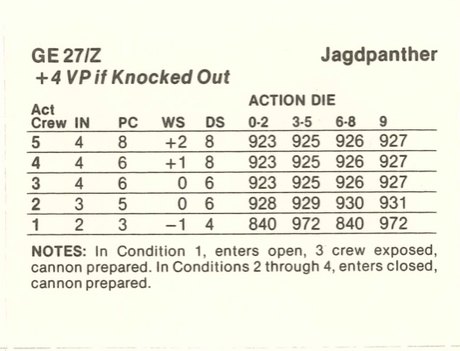 GE 27/Z Jagdpanther
+4 VP if Knocked Out
ACTION DIE
Act
Crew IN PC WS DS 0-2 3-5 6-8 9
5 4 8 +2 8 923 925 926 927
4 4 6 +1 8 923 925 926 927
3 4 6 0 6 923 925 926 927
2 3 5 0 6 928 929 930 931
1 2 3 −1 4 840 972 840 972
NOTES: In Condition 1, enters open, 3 crew exposed,
cannon prepared. In Conditions 2 through 4, enters closed,
cannon prepared.